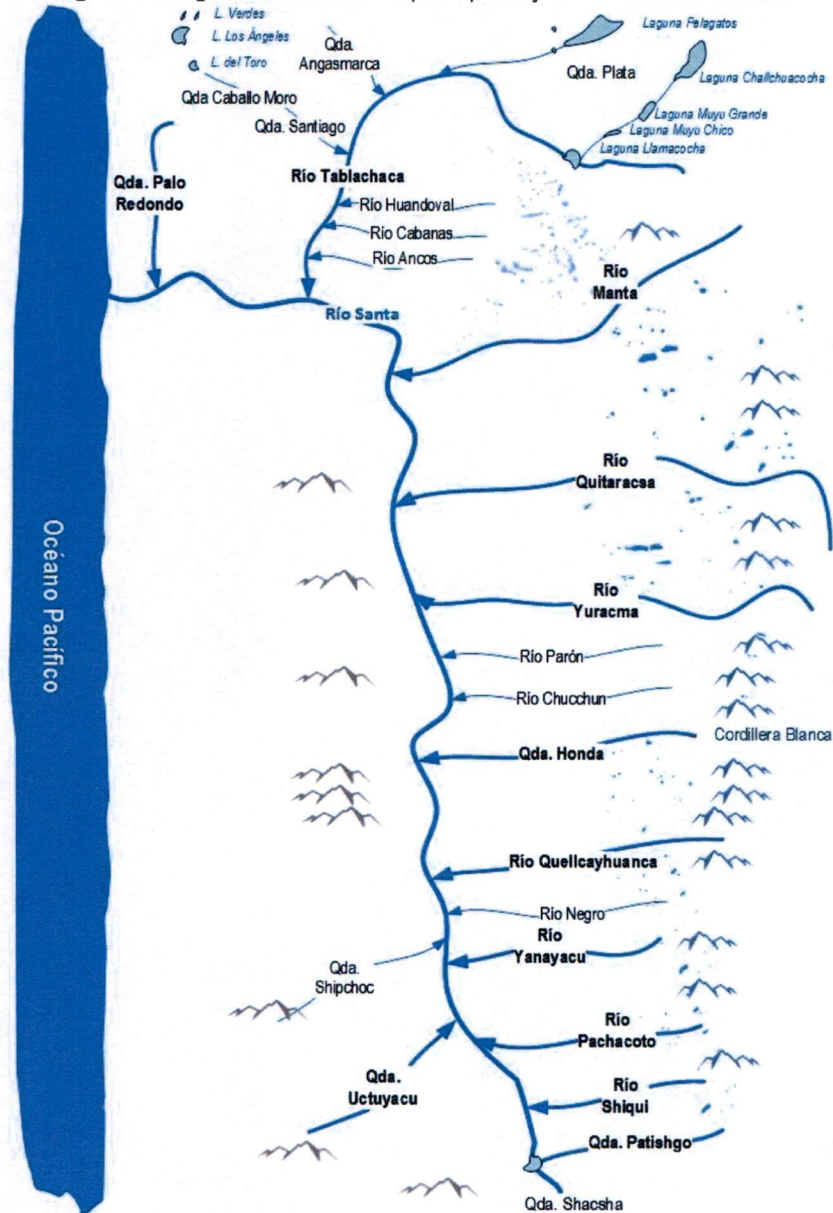 L. Verdes
L. Los Ángeles
L. del Toro
Qda.
Angasmarca
Laguna Pelagatos
Qda. Plata
Laguna Challchuacocha
Qda Caballo Moro
Qda. Santiago
Laguna Muyu Grande
Laguna Muyu Chico
Laguna Llamacocha
Qda. Palo
Redondo
Río Tablachaca
Río Huandoval
Río Cabanas
Río Ancos
Río
Manta
Río Santa
Río
Quitaracsa
Océano Pacífico
Río
Yuracma
Río Parón
Río Chucchun
Cordillera Blanca
Qda. Honda
Río Quellcayhuanca
Río Negro
Río
Yanayacu
Qda.
Shipchoc
Río
Pachacoto
Qda.
Uctuyacu
Río
Shiqui
Qda. Patishgo
Qda. Shacsha